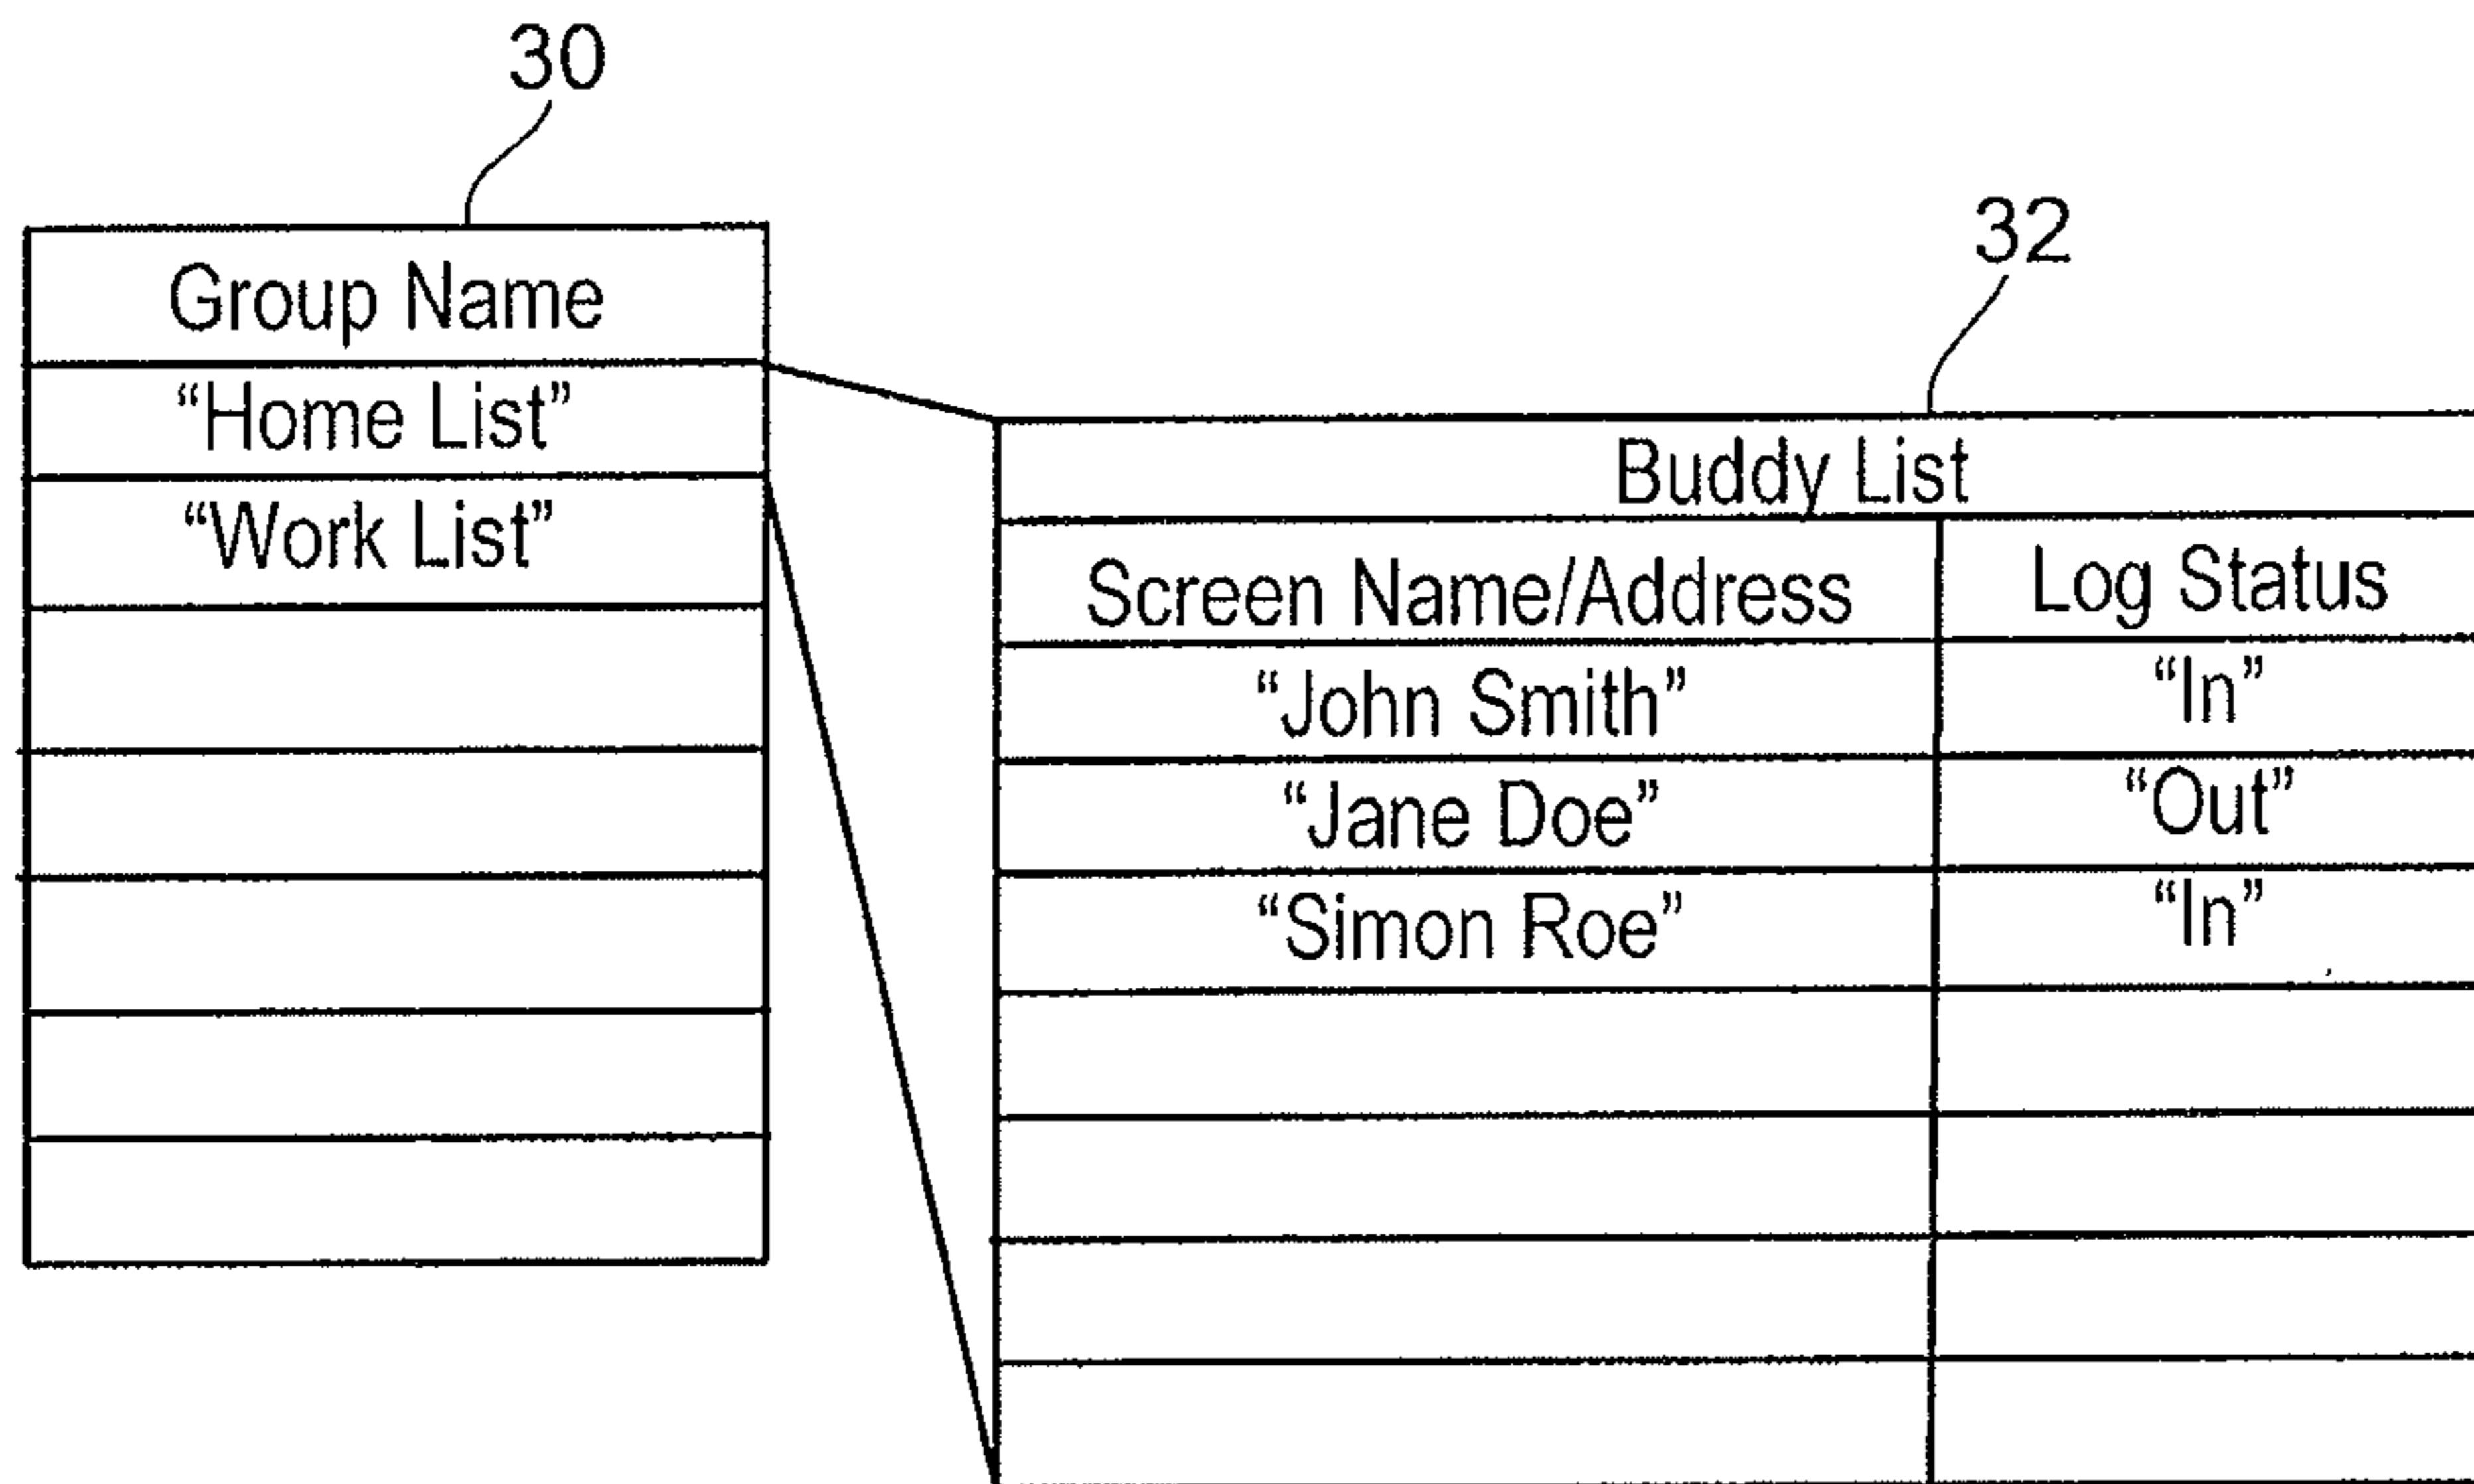 30
Group Name
“Home List”
“Work List”
32
Buddy List
Screen Name/Address Log Status
“John Smith” “In”
“Jane Doe” “Out”
“Simon Roe” “In”